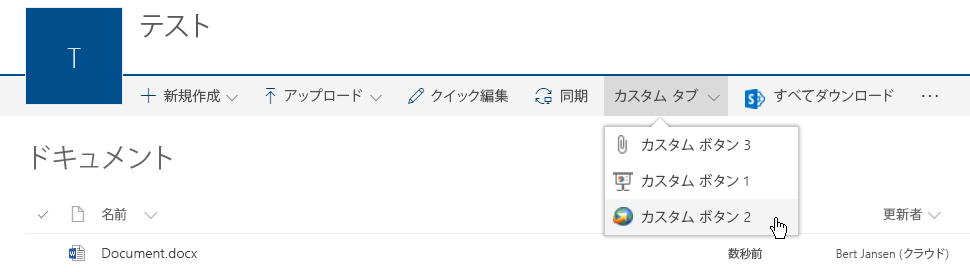 テスト
T
新規作成 アップロード クイック編集 同期 カスタム タブ すべてダウンロード ···
カスタム ボタン 3
カスタム ボタン 1
カスタム ボタン 2
ドキュメント
名前 更新者
Document.docx 数秒前 Bert Jansen (クラウド)